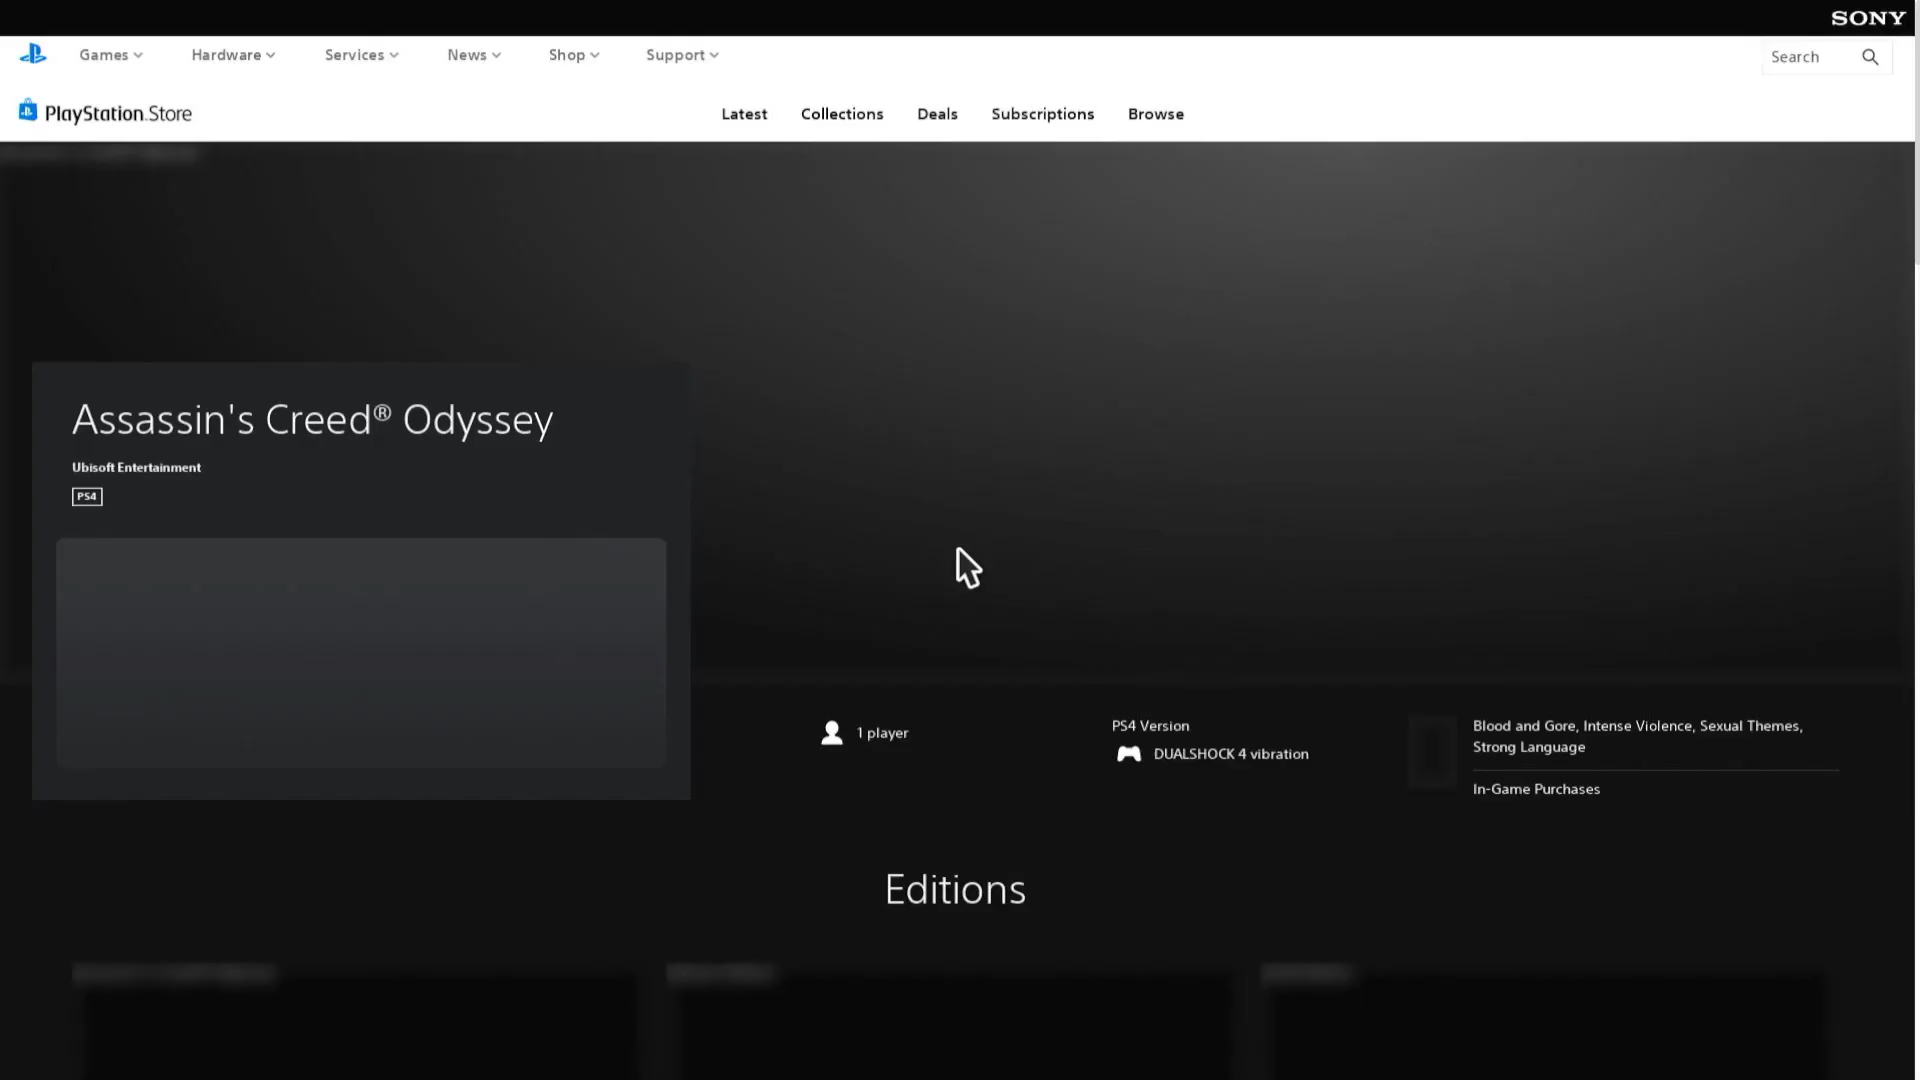 SONY
Games
Hardware
Services
News
Shop
Support
Search
PlayStation Store
Latest
Collections
Deals
Subscriptions
Browse
Assassin's Creed® Odyssey
Ubisoft Entertainment
PS4
1 player
PS4 Version
DUALSHOCK 4 vibration
Blood and Gore, Intense Violence, Sexual Themes,
Strong Language
In-Game Purchases
Editions